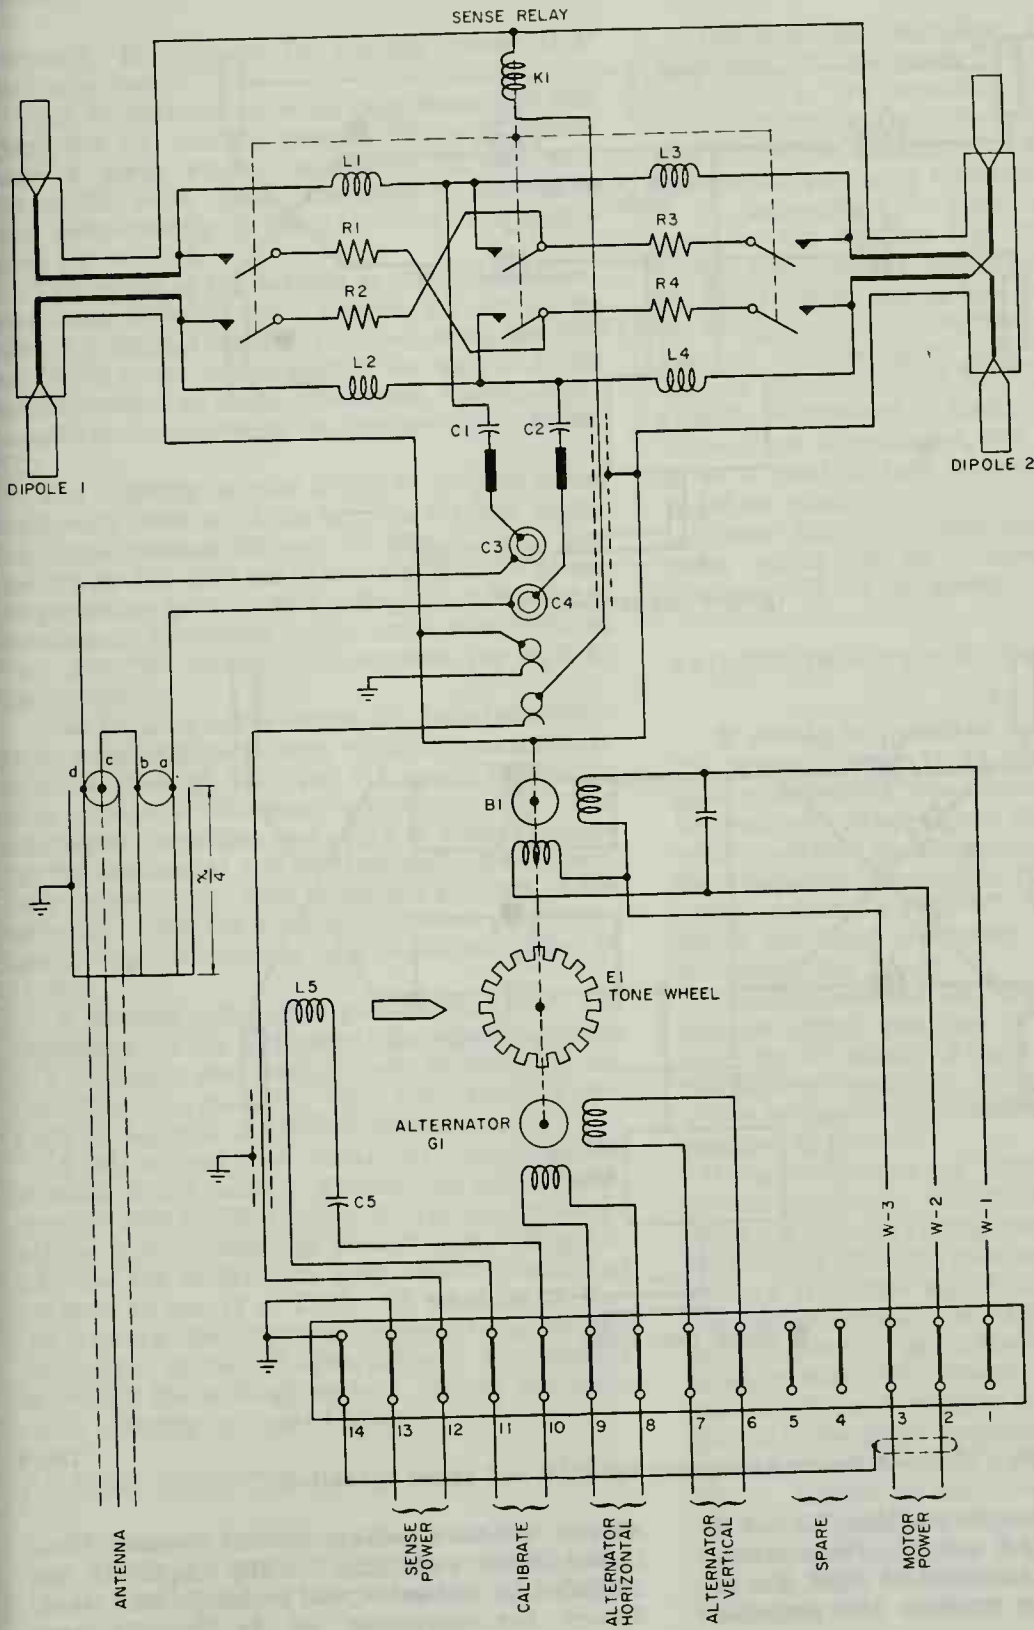 SENSE RELAY
K1
L1
L3
R1
R3
R2
R4
L2
L4
C1
C2
DIPOLE 1
DIPOLE 2
C3
C4
d
c
b
a
B1
λ/4
E1
TONE WHEEL
L5
ALTERNATOR
G1
C5
W-3
W-2
W-1
14
13
12
11
10
9
8
7
6
5
4
3
2
1
ANTENNA
SENSE
POWER
CALIBRATE
ALTERNATOR
HORIZONTAL
ALTERNATOR
VERTICAL
SPARE
MOTOR
POWER